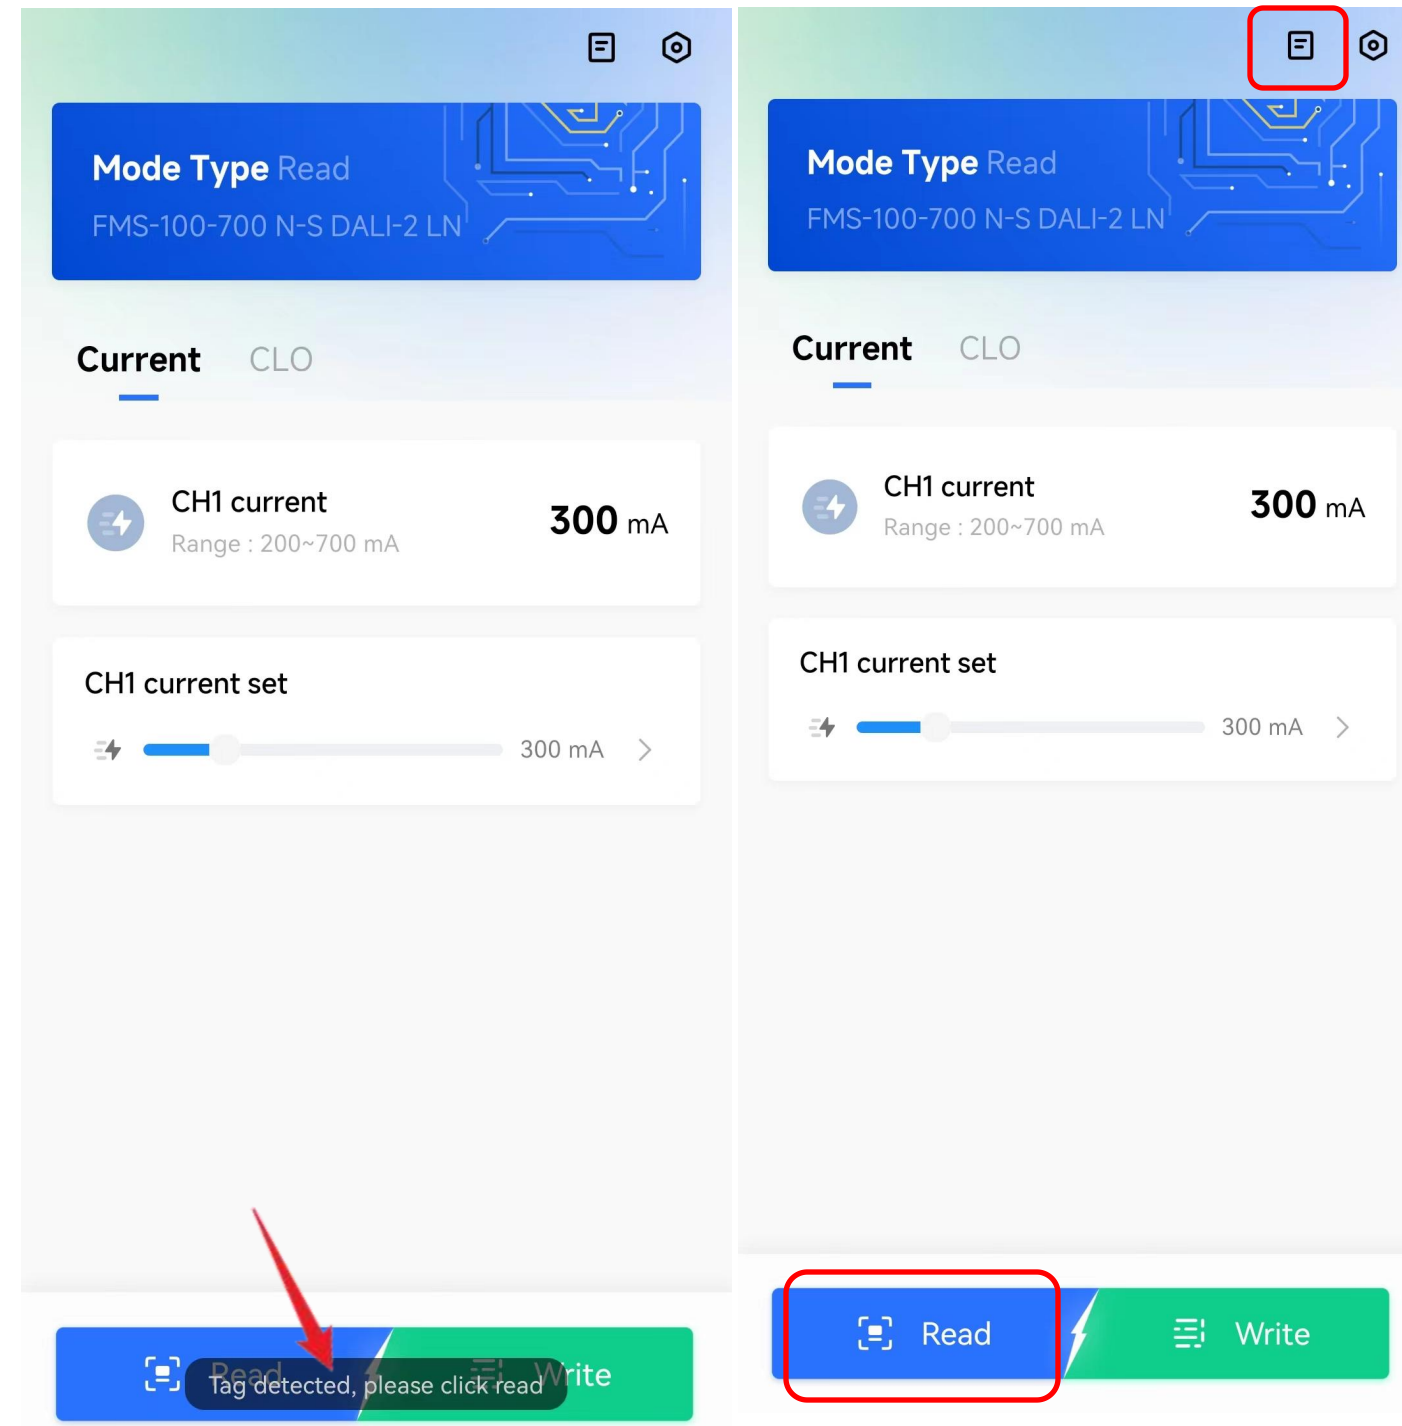 Mode Type Read
FMS-100-700 N-S DALI-2 LN
Current CLO
CH1 current
Range : 200~700 mA
300 mA
CH1 current set
300 mA
Read Write
Tag detected, please click read
Mode Type Read
FMS-100-700 N-S DALI-2 LN
Current CLO
CH1 current
Range : 200~700 mA
300 mA
CH1 current set
300 mA
Read Write